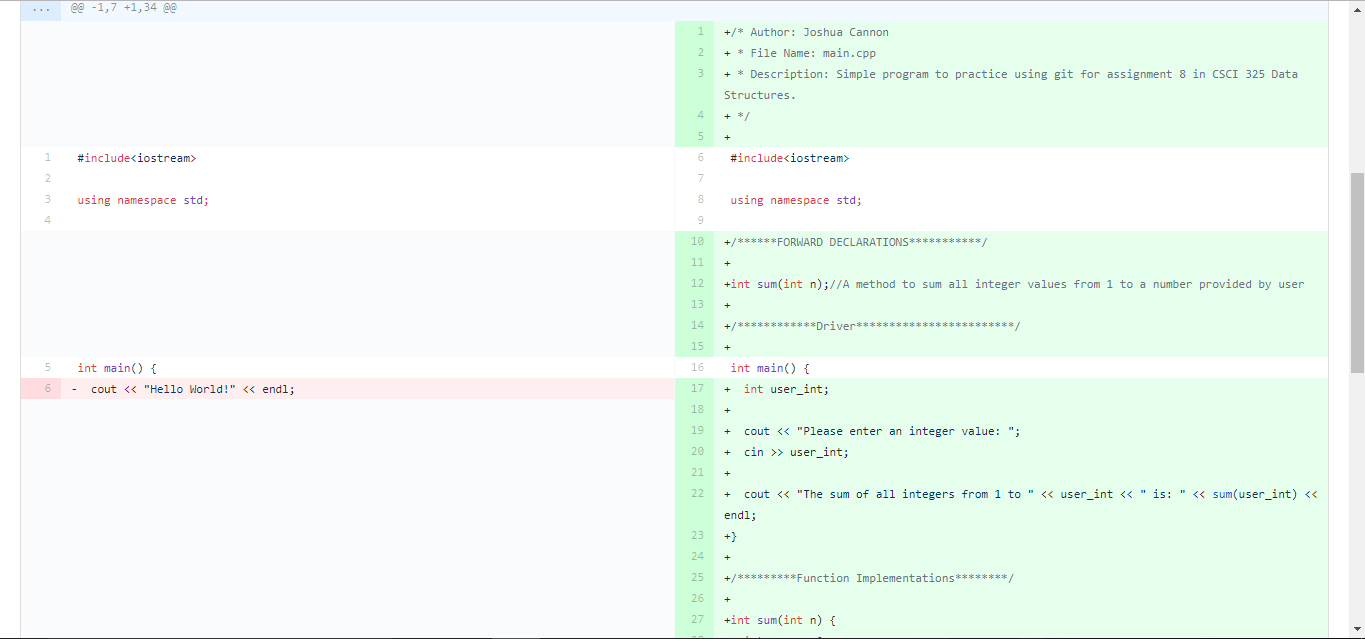 ... @@ -1,7 +1,34 @@
1 +/* Author: Joshua Cannon
2 + * File Name: main.cpp
3 + * Description: Simple program to practice using git for assignment 8 in CSCI 325 Data
Structures.
4 + */
5 +
1 #include<iostream> 6 #include<iostream>
2 7
3 using namespace std; 8 using namespace std;
4 9
10 +/******FORWARD DECLARATIONS***********/
11 +
12 +int sum(int n);//A method to sum all integer values from 1 to a number provided by user
13 +
14 +/************Driver************************/
15 +
5 int main() { 16 int main() {
6 - cout << "Hello World!" << endl; 17 + int user_int;
18 +
19 + cout << "Please enter an integer value: ";
20 + cin >> user_int;
21 +
22 + cout << "The sum of all integers from 1 to " << user_int << " is: " << sum(user_int) <<
endl;
23 +}
24 +
25 +/*********Function Implementations********/
26 +
27 +int sum(int n) {